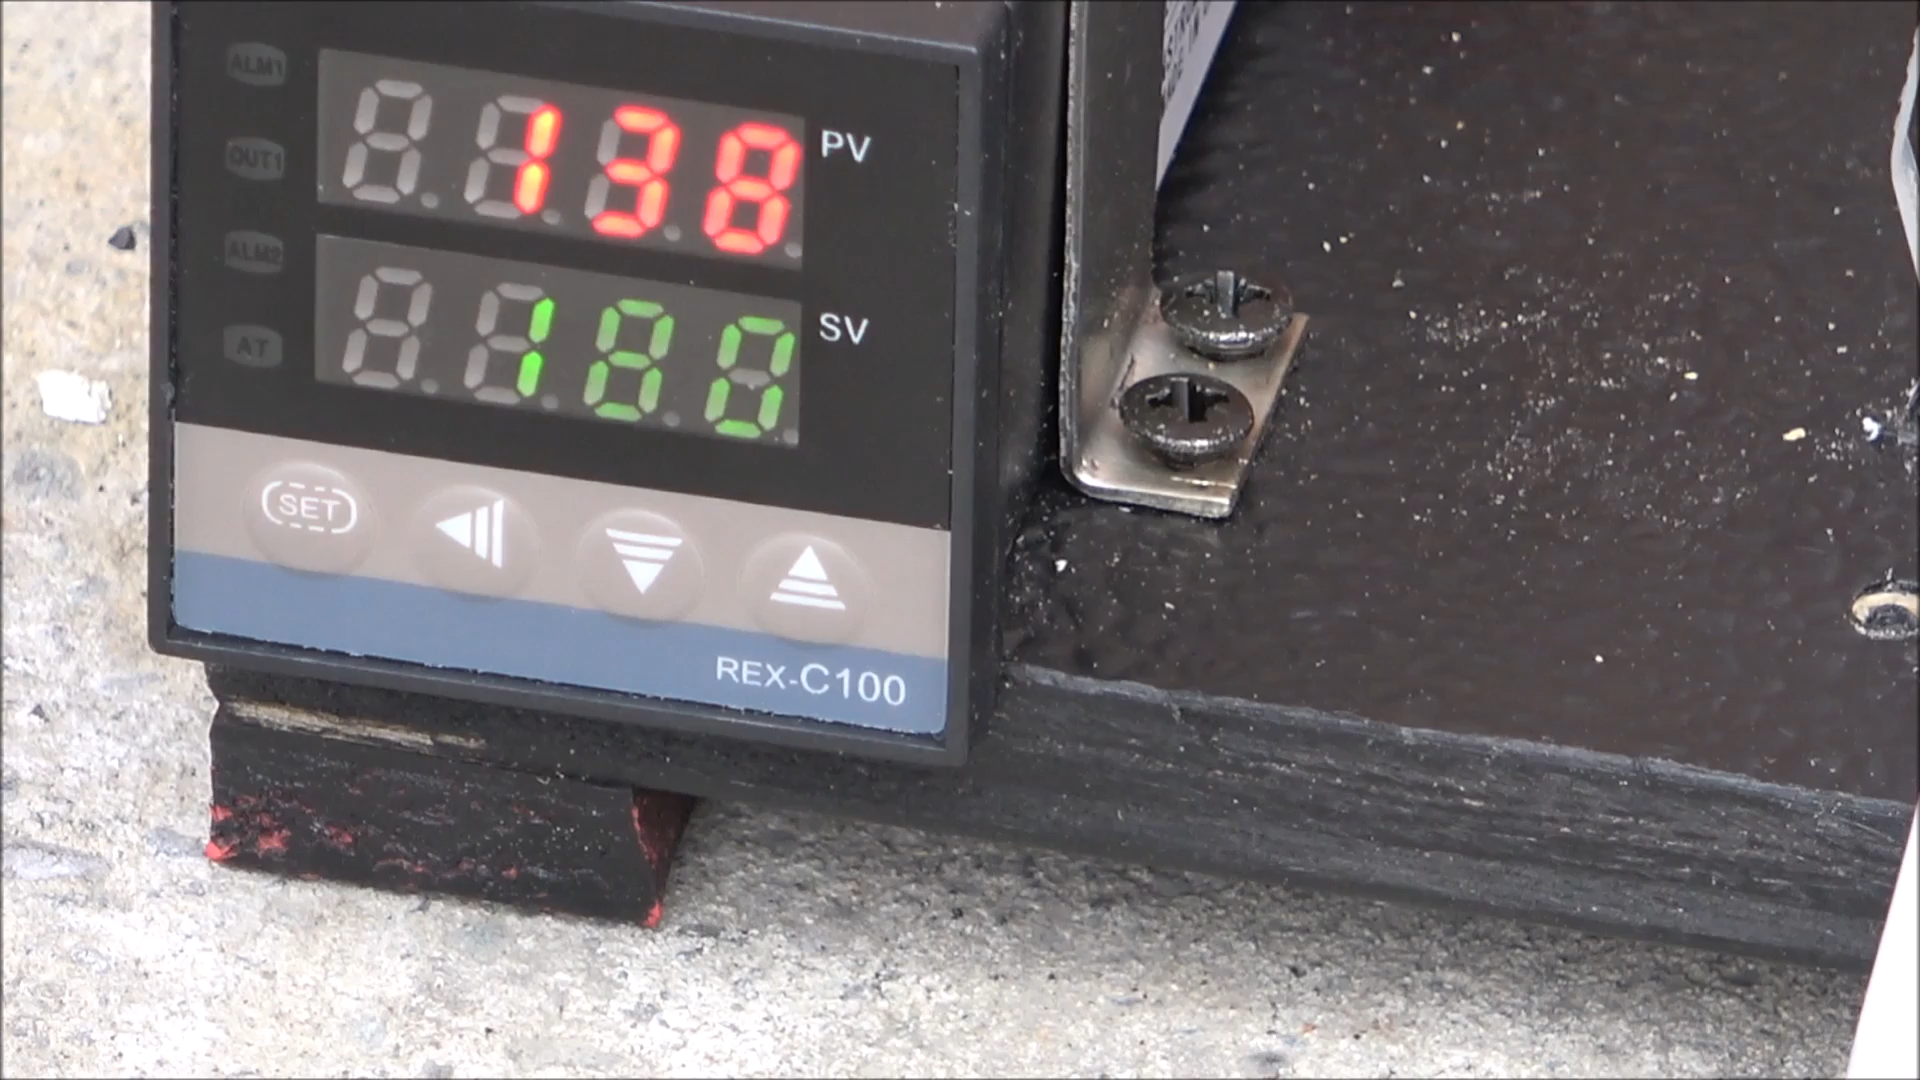 ALM1
138 PV
OUT1
ALM2
180 SV
AT
SET
REX-C100